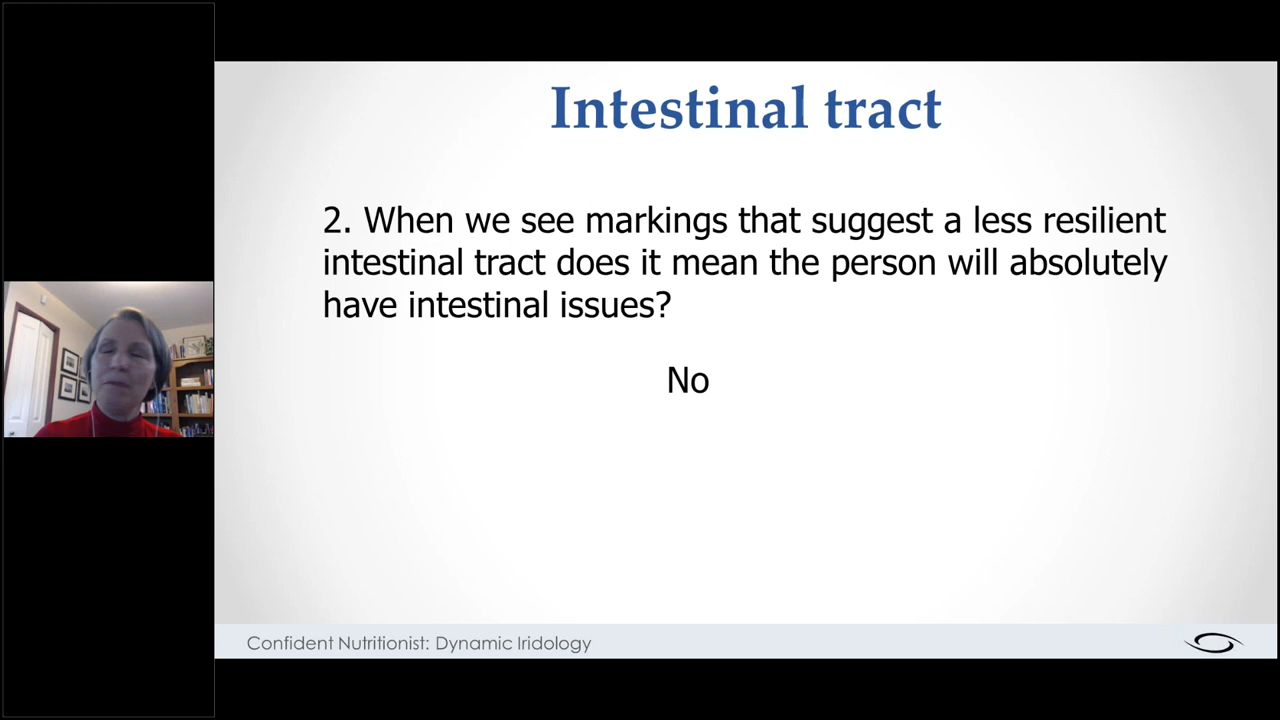 Intestinal tract
2. When we see markings that suggest a less resilient
intestinal tract does it mean the person will absolutely
have intestinal issues?
No
Confident Nutritionist: Dynamic Iridology